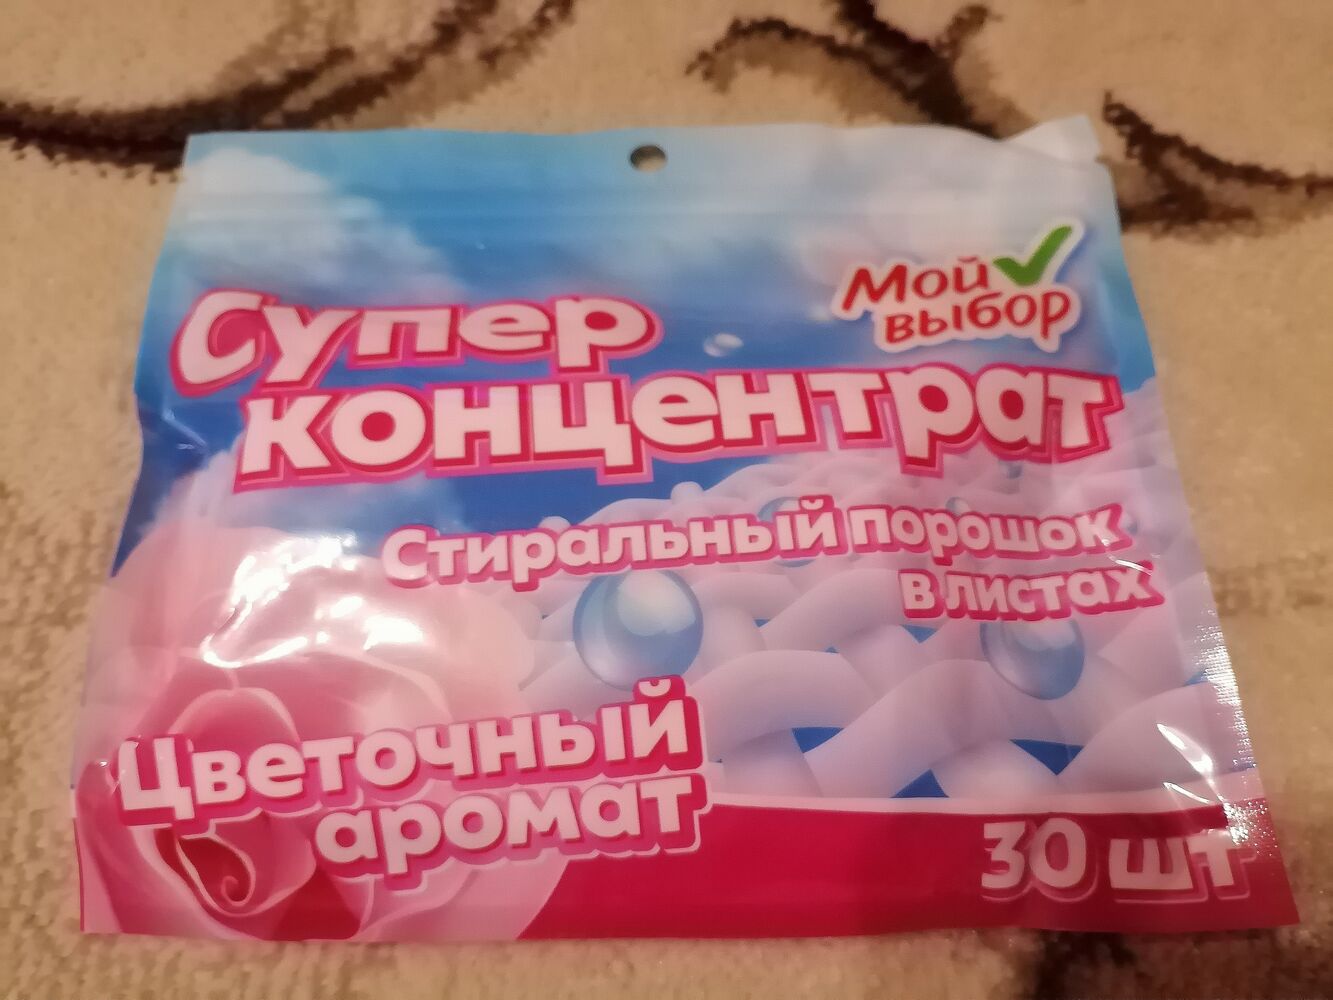 Мой
выбор
Супер
концентрат
Стиральный порошок
в листах
Цветочный
аромат
30 шт